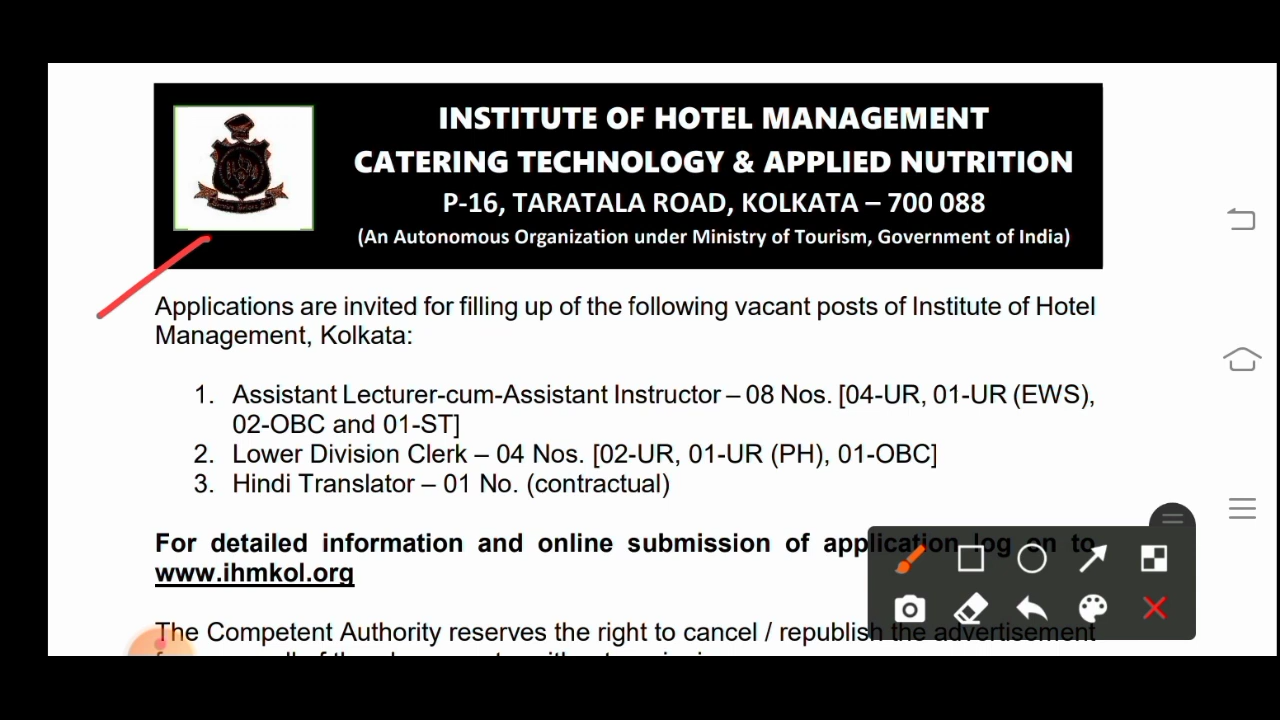 INSTITUTE OF HOTEL MANAGEMENT
CATERING TECHNOLOGY & APPLIED NUTRITION
P-16, TARATALA ROAD, KOLKATA – 700 088
(An Autonomous Organization under Ministry of Tourism, Government of India)
Applications are invited for filling up of the following vacant posts of Institute of Hotel
Management, Kolkata:
1. Assistant Lecturer-cum-Assistant Instructor – 08 Nos. [04-UR, 01-UR (EWS),
02-OBC and 01-ST]
2. Lower Division Clerk – 04 Nos. [02-UR, 01-UR (PH), 01-OBC]
3. Hindi Translator – 01 No. (contractual)
For detailed information and online submission of application log on to
www.ihmkol.org
The Competent Authority reserves the right to cancel / republish the advertisement